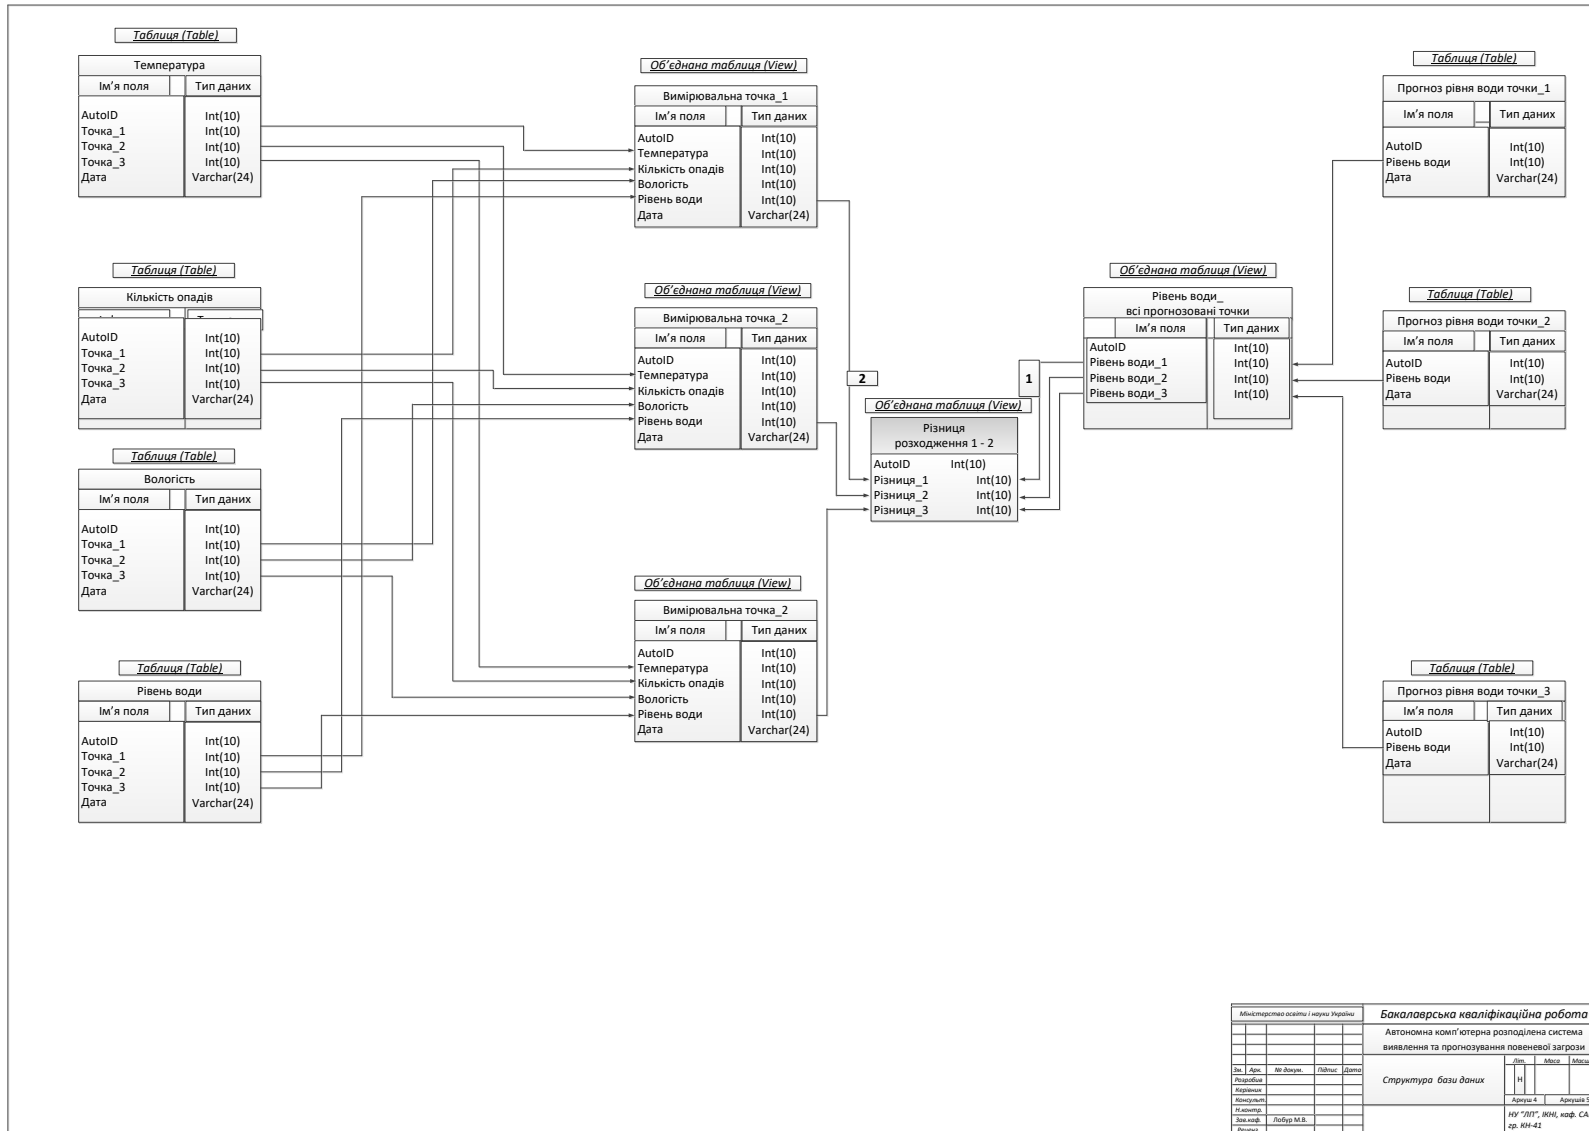 Таблиця (Table)
Температура
Ім’я поля Тип даних
AutoID Int(10)
Точка_1 Int(10)
Точка_2 Int(10)
Точка_3 Int(10)
Дата Varchar(24)
Таблиця (Table)
Кількість опадів
AutoID Int(10)
Точка_1 Int(10)
Точка_2 Int(10)
Точка_3 Int(10)
Дата Varchar(24)
Таблиця (Table)
Вологість
Ім’я поля Тип даних
AutoID Int(10)
Точка_1 Int(10)
Точка_2 Int(10)
Точка_3 Int(10)
Дата Varchar(24)
Таблиця (Table)
Рівень води
Ім’я поля Тип даних
AutoID Int(10)
Точка_1 Int(10)
Точка_2 Int(10)
Точка_3 Int(10)
Дата Varchar(24)
Об’єднана таблиця (View)
Вимірювальна точка_1
Ім’я поля Тип даних
AutoID Int(10)
Температура Int(10)
Кількість опадів Int(10)
Вологість Int(10)
Рівень води Int(10)
Дата Varchar(24)
Об’єднана таблиця (View)
Вимірювальна точка_2
Ім’я поля Тип даних
AutoID Int(10)
Температура Int(10)
Кількість опадів Int(10)
Вологість Int(10)
Рівень води Int(10)
Дата Varchar(24)
Об’єднана таблиця (View)
Вимірювальна точка_2
Ім’я поля Тип даних
AutoID Int(10)
Температура Int(10)
Кількість опадів Int(10)
Вологість Int(10)
Рівень води Int(10)
Дата Varchar(24)
2
1
Об’єднана таблиця (View)
Різниця
розходження 1 - 2
AutoID Int(10)
Різниця_1 Int(10)
Різниця_2 Int(10)
Різниця_3 Int(10)
Об’єднана таблиця (View)
Рівень води_
всі прогнозовані точки
Ім’я поля Тип даних
AutoID Int(10)
Рівень води_1 Int(10)
Рівень води_2 Int(10)
Рівень води_3 Int(10)
Таблиця (Table)
Прогноз рівня води точки_1
Ім’я поля Тип даних
AutoID Int(10)
Рівень води Int(10)
Дата Varchar(24)
Таблиця (Table)
Прогноз рівня води точки_2
Ім’я поля Тип даних
AutoID Int(10)
Рівень води Int(10)
Дата Varchar(24)
Таблиця (Table)
Прогноз рівня води точки_3
Ім’я поля Тип даних
AutoID Int(10)
Рівень води Int(10)
Дата Varchar(24)
Міністерство освіти і науки України
Бакалаврська кваліфікаційна робота
Автономна комп’ютерна розподілена система
виявлення та прогнозування повеневої загрози
Зм. Арк. № докум. Підпис Дата
Розробив
Керівник
Консульт.
Н.контр.
Зав.каф. Лобур М.В.
Структура бази даних
Літ. Маса
Н
Аркуш 4 Аркушів 5
НУ “ЛП”, ІКНІ, каф.
гр. КН-41